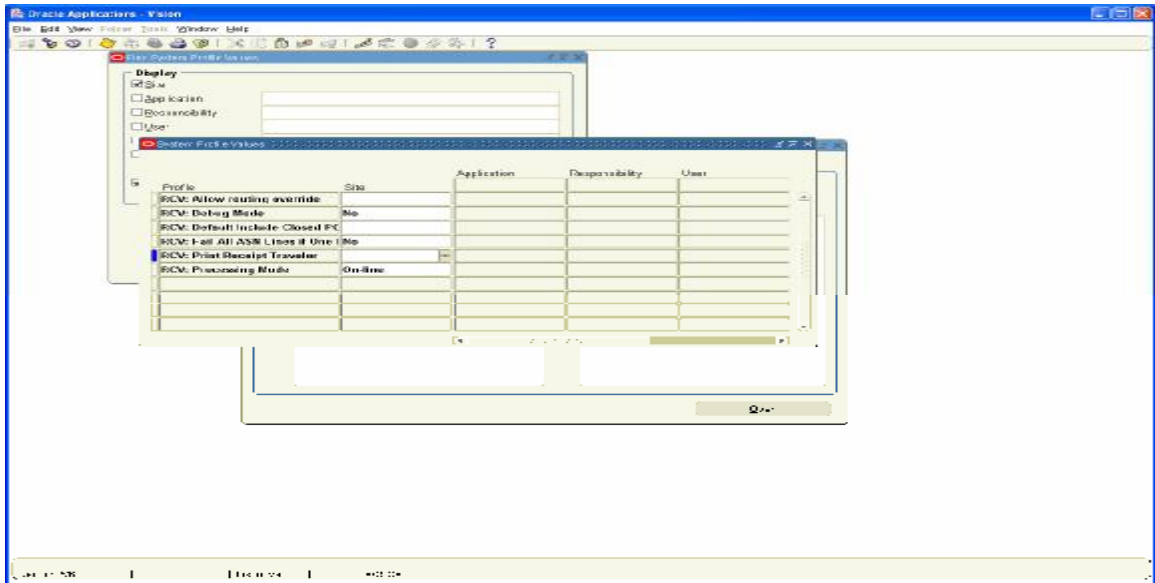 Oracle Applications - Vision
File Edit View Folder Tools Window Help
Find System Profile Values
Display
Site
Application
Responsibility
User
System Profile Values
Application Responsibility User
Profile Site
RCV: Allow routing override
RCV: Debug Mode No
RCV: Default Include Closed PO
RCV: Fail All ASN Lines if One No
RCV: Print Receipt Traveler
RCV: Processing Mode On-line
Open